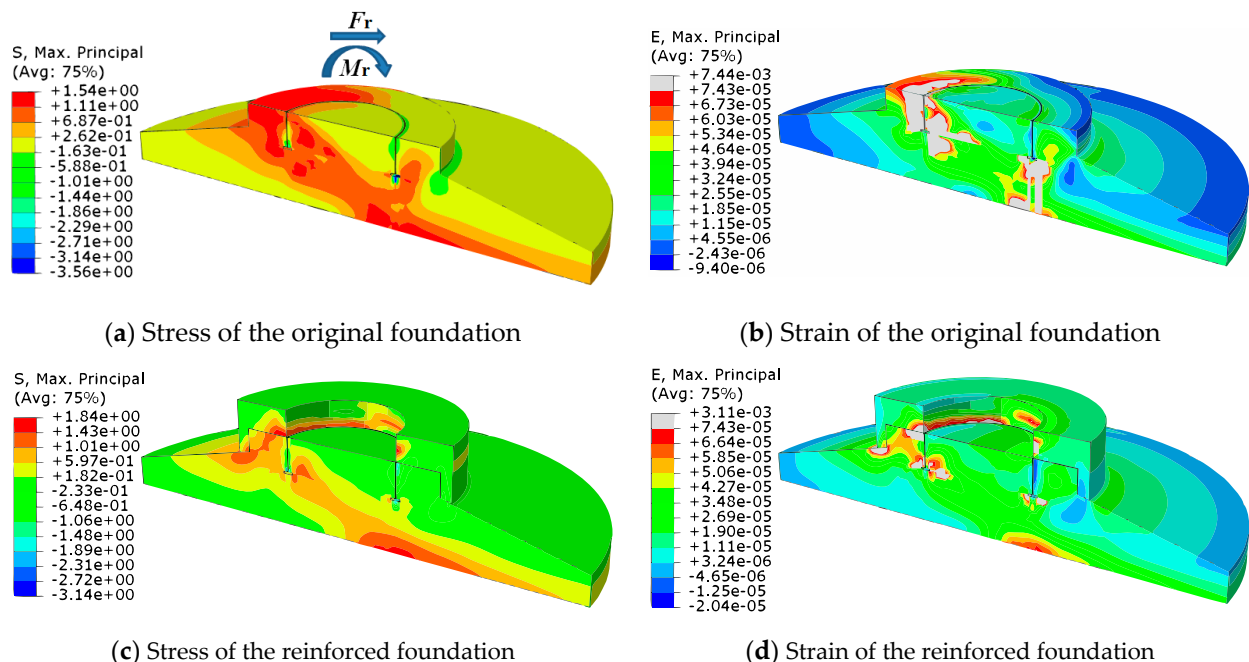 Fr
Mr
S, Max. Principal
(Avg: 75%)
+1.54e+00
+1.11e+00
+6.87e-01
+2.62e-01
-1.63e-01
-5.88e-01
-1.01e+00
-1.44e+00
-1.86e+00
-2.29e+00
-2.71e+00
-3.14e+00
-3.56e+00
E, Max. Principal
(Avg: 75%)
+7.44e-03
+7.43e-05
+6.73e-05
+6.03e-05
+5.34e-05
+4.64e-05
+3.94e-05
+3.24e-05
+2.55e-05
+1.85e-05
+1.15e-05
+4.55e-06
-2.43e-06
-9.40e-06
(a) Stress of the original foundation
(b) Strain of the original foundation
S, Max. Principal
(Avg: 75%)
+1.84e+00
+1.43e+00
+1.01e+00
+5.97e-01
+1.82e-01
-2.33e-01
-6.48e-01
-1.06e+00
-1.48e+00
-1.89e+00
-2.31e+00
-2.72e+00
-3.14e+00
E, Max. Principal
(Avg: 75%)
+3.11e-03
+7.43e-05
+6.64e-05
+5.85e-05
+5.06e-05
+4.27e-05
+3.48e-05
+2.69e-05
+1.90e-05
+1.11e-05
+3.24e-06
-4.65e-06
-1.25e-05
-2.04e-05
(c) Stress of the reinforced foundation
(d) Strain of the reinforced foundation